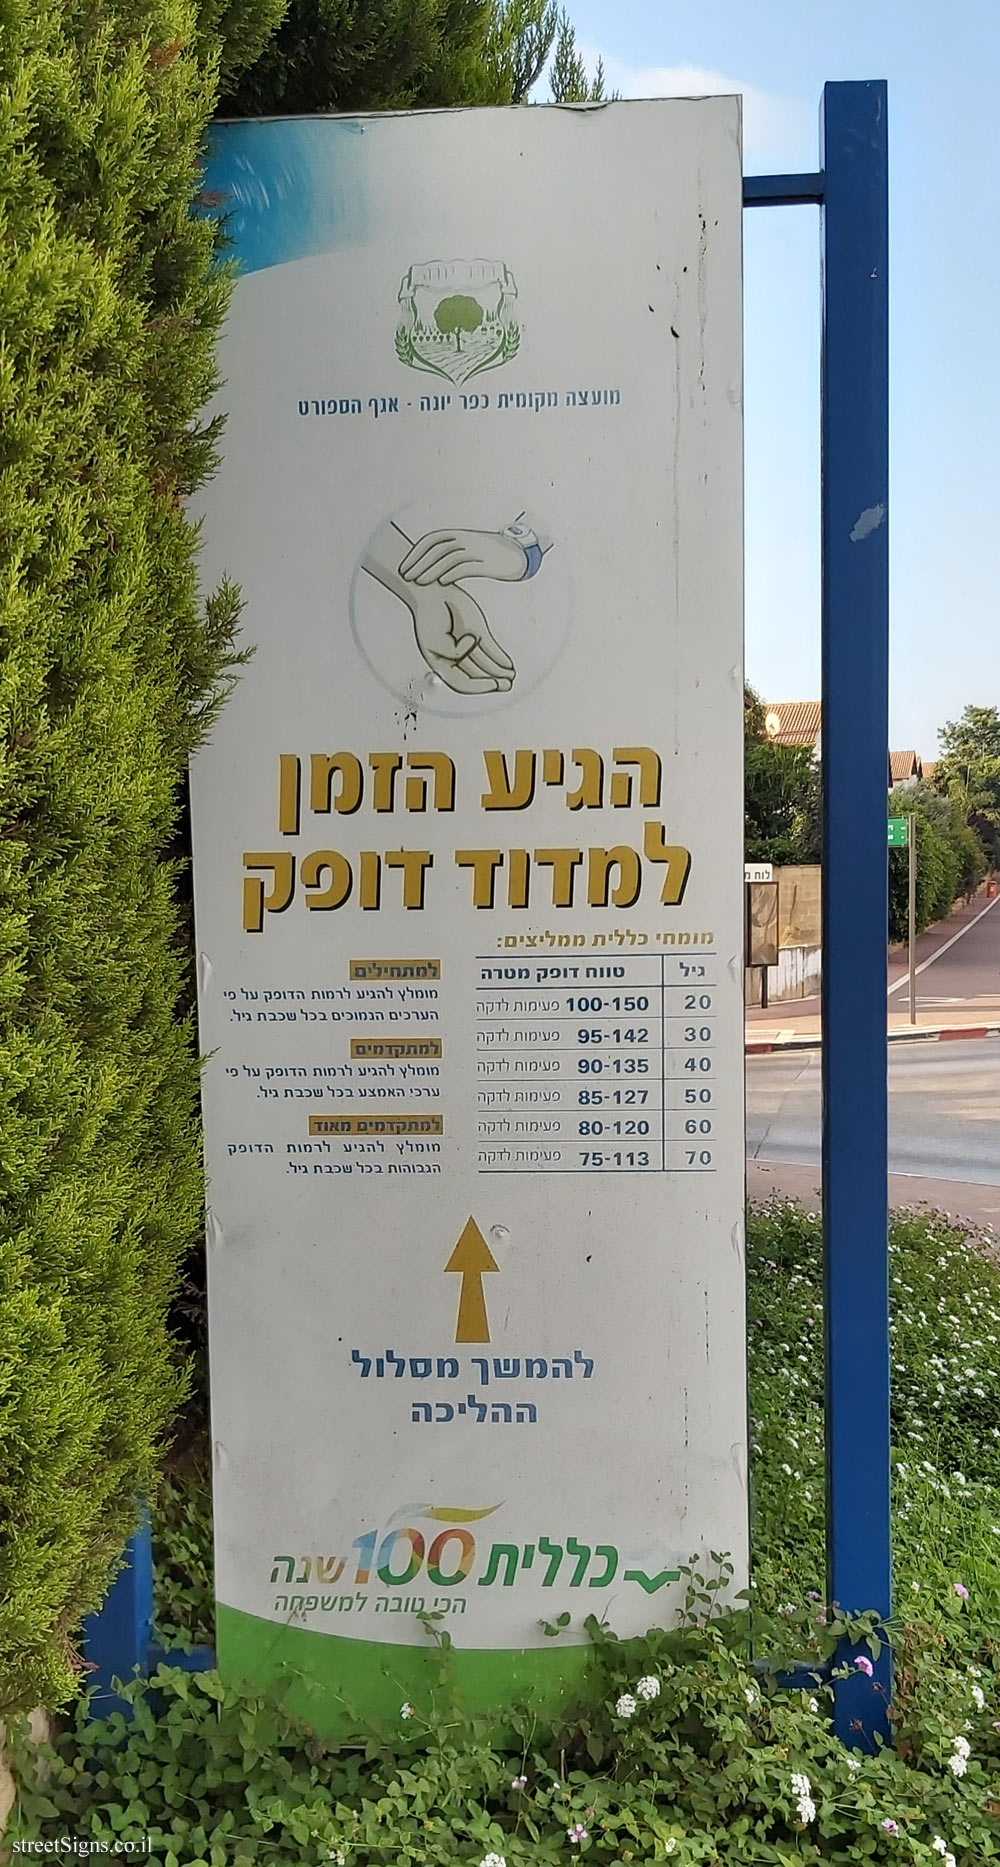 מועצה מקומית כפר יונה - אגף הספורט
הגיע הזמן
למדוד דופק
מומחי כללית ממליצים:
גיל טווח דופק מטרה
20 100-150 פעימות לדקה
30 95-142 פעימות לדקה
40 90-135 פעימות לדקה
50 85-127 פעימות לדקה
60 80-120 פעימות לדקה
70 75-113 פעימות לדקה
למתחילים
מומלץ להגיע לרמות הדופק על פי
הערכים הנמוכים בכל שכבת גיל.
למתקדמים
מומלץ להגיע לרמות הדופק על פי
ערכי האמצע בכל שכבת גיל.
למתקדמים מאוד
מומלץ להגיע לרמות הדופק
הגבוהות בכל שכבת גיל.
להמשך מסלול
ההליכה
כללית 100 שנה
הכי טובה למשפחה
לוח
streetSigns.co.il